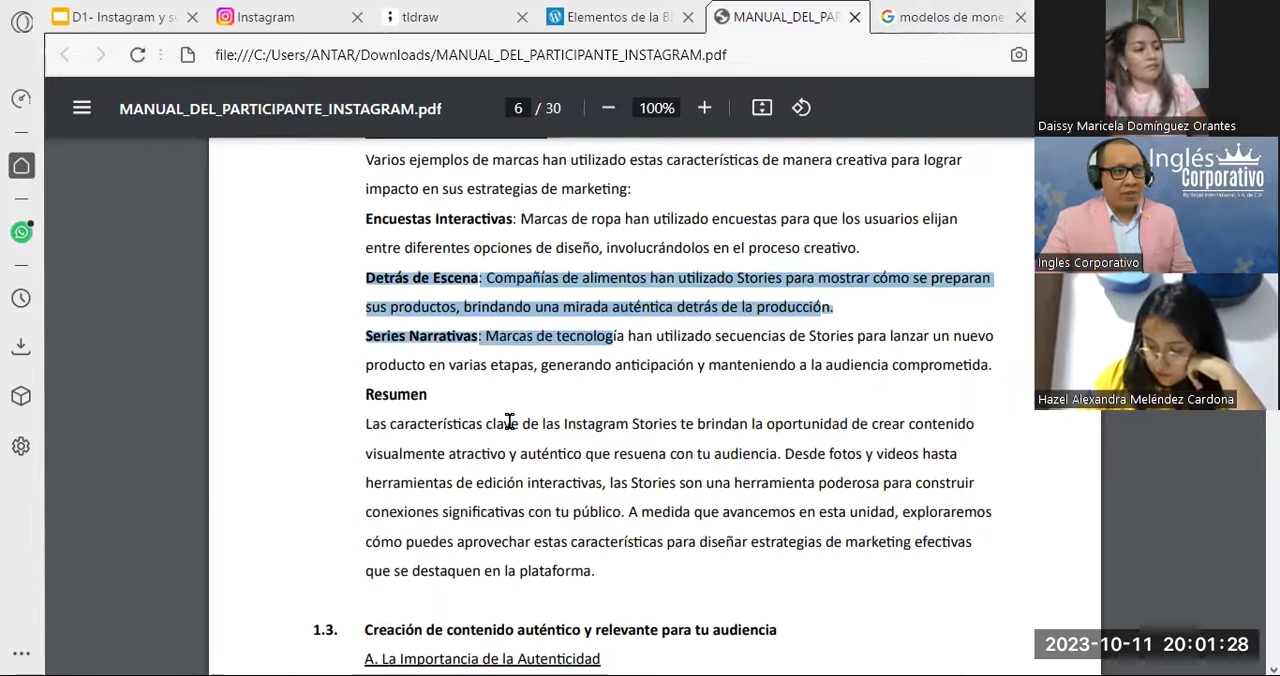 D1- Instagram y su
Instagram
tldraw
Elementos de la B
MANUAL_DEL_PAR
modelos de mone
file:///C:/Users/ANTAR/Downloads/MANUAL_DEL_PARTICIPANTE_INSTAGRAM.pdf
MANUAL_DEL_PARTICIPANTE_INSTAGRAM.pdf
6 / 30
100%
Varios ejemplos de marcas han utilizado estas características de manera creativa para lograr
impacto en sus estrategias de marketing:
Encuestas Interactivas: Marcas de ropa han utilizado encuestas para que los usuarios elijan
entre diferentes opciones de diseño, involucrándolos en el proceso creativo.
Detrás de Escena: Compañías de alimentos han utilizado Stories para mostrar cómo se preparan
sus productos, brindando una mirada auténtica detrás de la producción.
Series Narrativas: Marcas de tecnología han utilizado secuencias de Stories para lanzar un nuevo
producto en varias etapas, generando anticipación y manteniendo a la audiencia comprometida.
Resumen
Las características clave de las Instagram Stories te brindan la oportunidad de crear contenido
visualmente atractivo y auténtico que resuena con tu audiencia. Desde fotos y videos hasta
herramientas de edición interactivas, las Stories son una herramienta poderosa para construir
conexiones significativas con tu público. A medida que avancemos en esta unidad, exploraremos
cómo puedes aprovechar estas características para diseñar estrategias de marketing efectivas
que se destaquen en la plataforma.
1.3. Creación de contenido auténtico y relevante para tu audiencia
A. La Importancia de la Autenticidad
Daissy Maricela Domínguez Orantes
Inglés
Corporativo
By Regal International, S.A. de C.V.
Ingles Corporativo
Hazel Alexandra Meléndez Cardona
2023-10-11 20:01:28